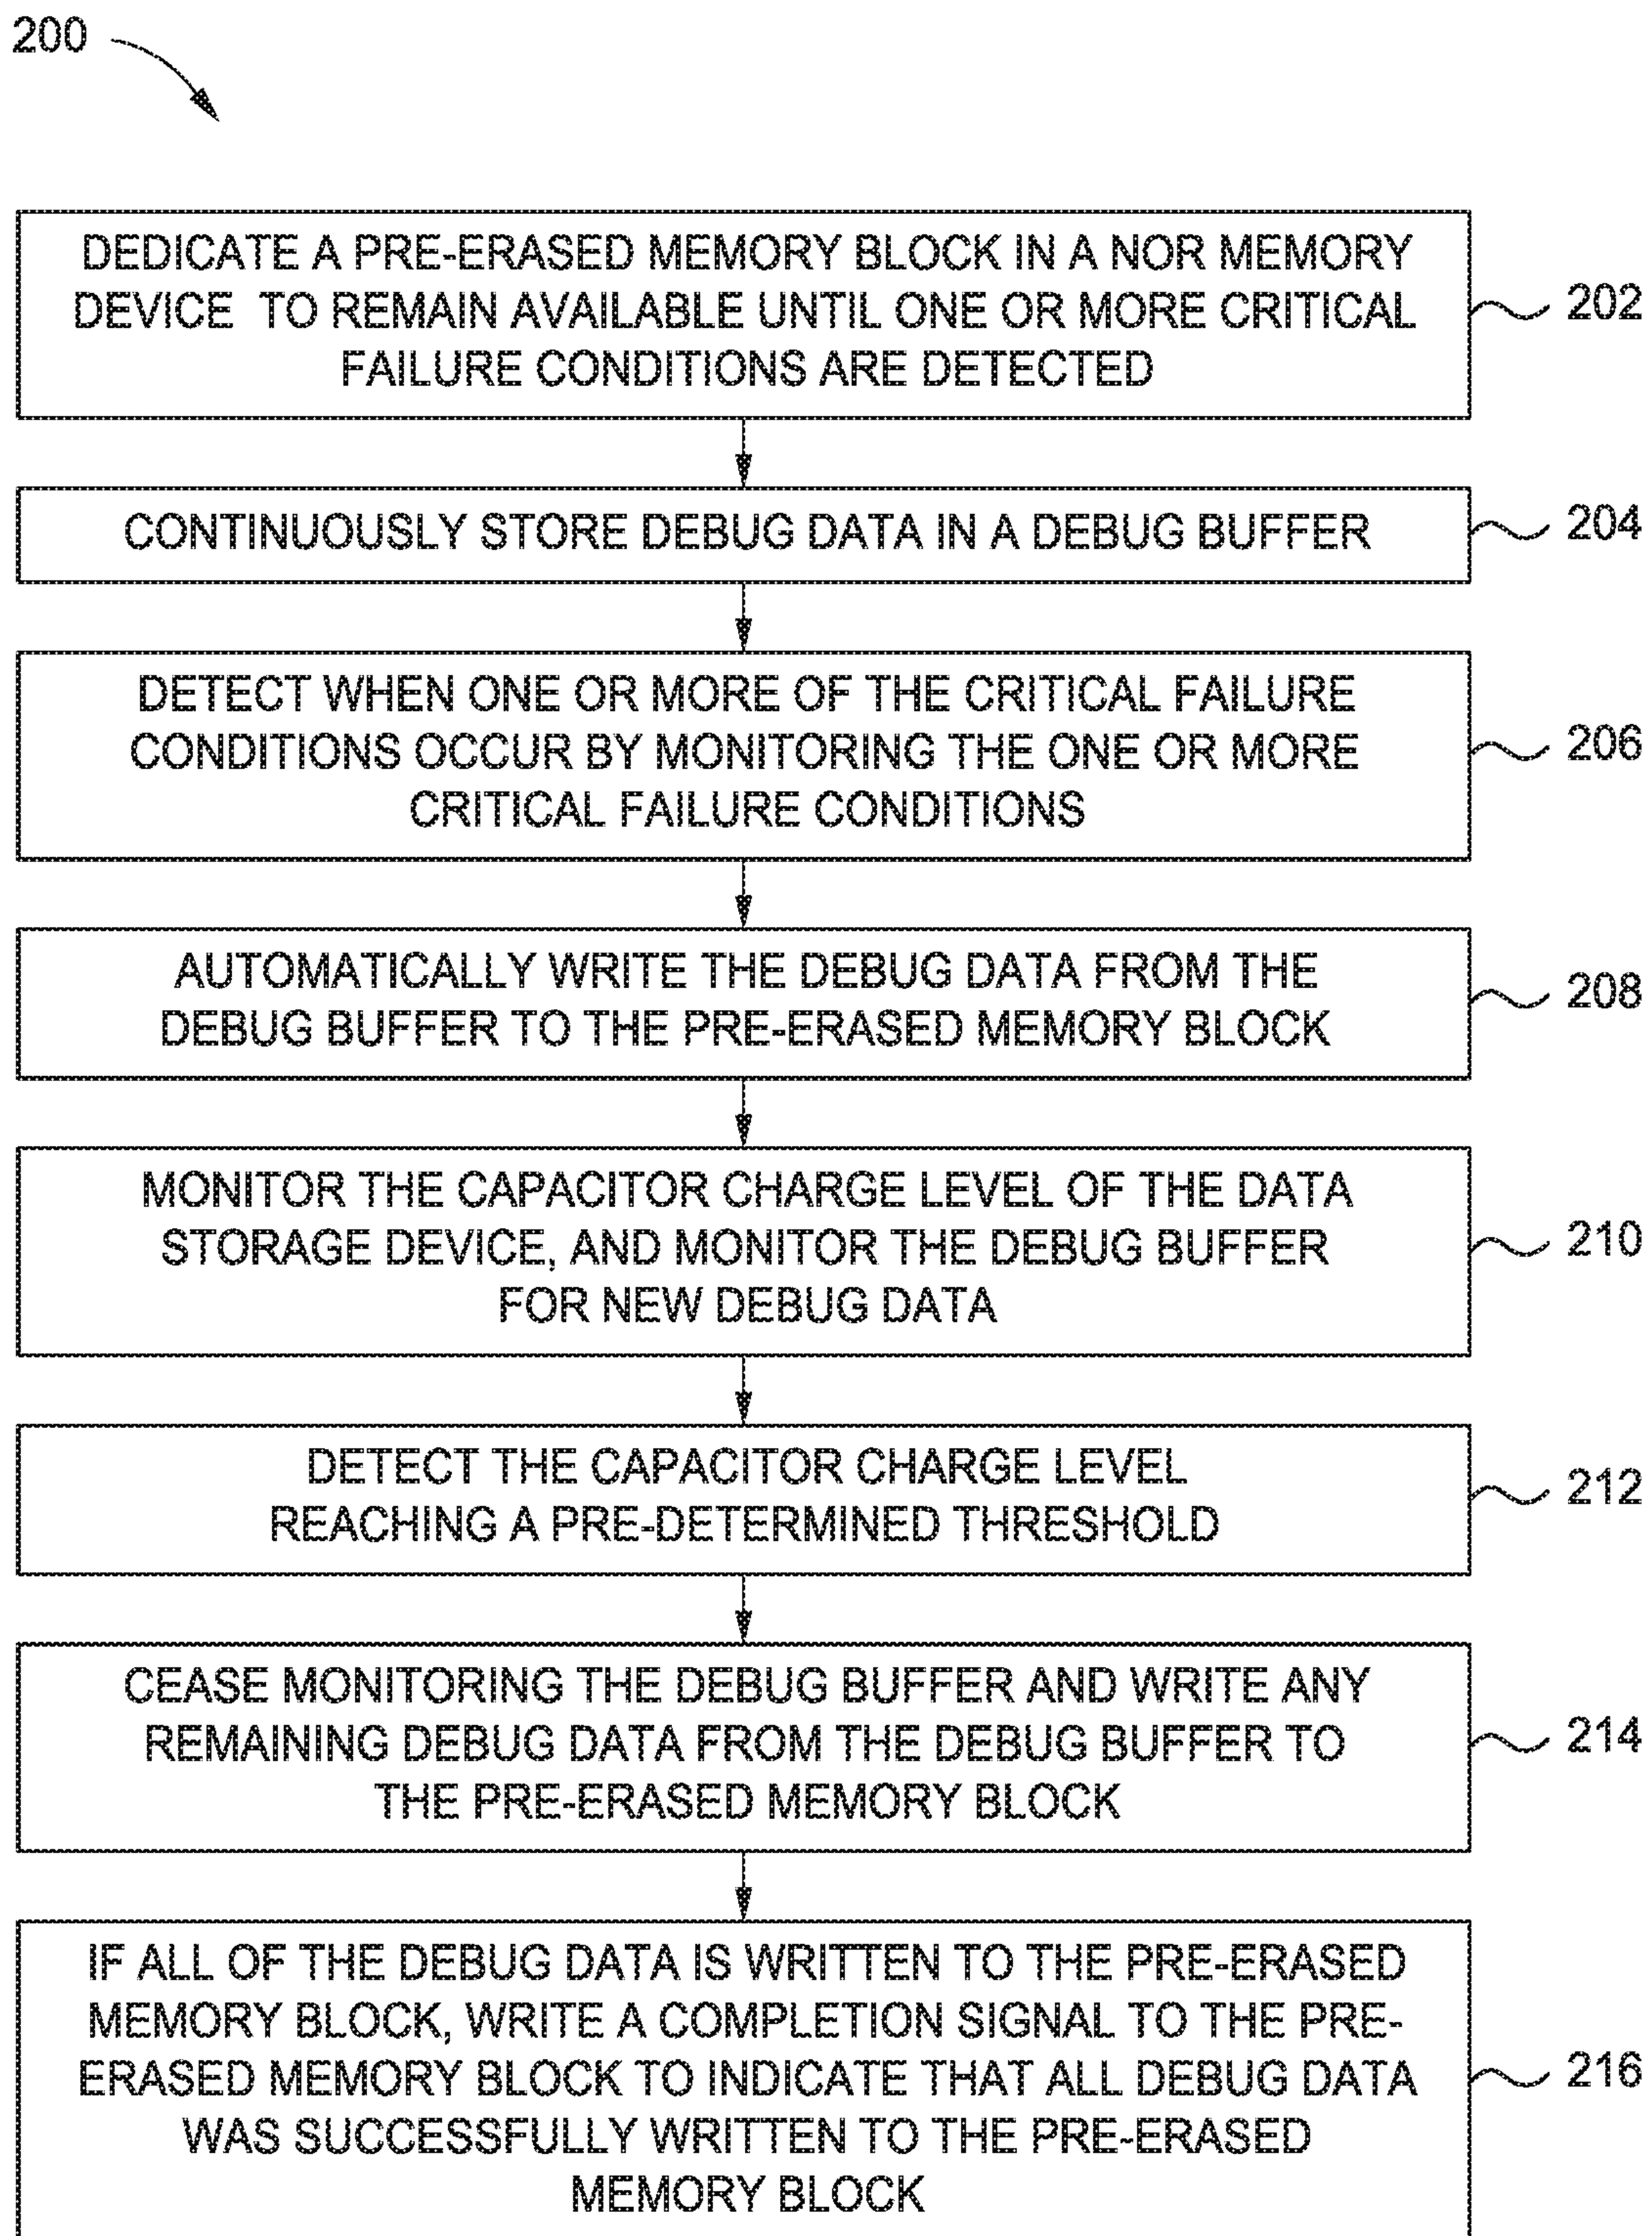 200
DEDICATE A PRE-ERASED MEMORY BLOCK IN A NOR MEMORY
DEVICE TO REMAIN AVAILABLE UNTIL ONE OR MORE CRITICAL
FAILURE CONDITIONS ARE DETECTED
202
CONTINUOUSLY STORE DEBUG DATA IN A DEBUG BUFFER
204
DETECT WHEN ONE OR MORE OF THE CRITICAL FAILURE
CONDITIONS OCCUR BY MONITORING THE ONE OR MORE
CRITICAL FAILURE CONDITIONS
206
AUTOMATICALLY WRITE THE DEBUG DATA FROM THE
DEBUG BUFFER TO THE PRE-ERASED MEMORY BLOCK
208
MONITOR THE CAPACITOR CHARGE LEVEL OF THE DATA
STORAGE DEVICE, AND MONITOR THE DEBUG BUFFER
FOR NEW DEBUG DATA
210
DETECT THE CAPACITOR CHARGE LEVEL
REACHING A PRE-DETERMINED THRESHOLD
212
CEASE MONITORING THE DEBUG BUFFER AND WRITE ANY
REMAINING DEBUG DATA FROM THE DEBUG BUFFER TO
THE PRE-ERASED MEMORY BLOCK
214
IF ALL OF THE DEBUG DATA IS WRITTEN TO THE PRE-ERASED
MEMORY BLOCK, WRITE A COMPLETION SIGNAL TO THE PRE-
ERASED MEMORY BLOCK TO INDICATE THAT ALL DEBUG DATA
WAS SUCCESSFULLY WRITTEN TO THE PRE-ERASED
MEMORY BLOCK
216